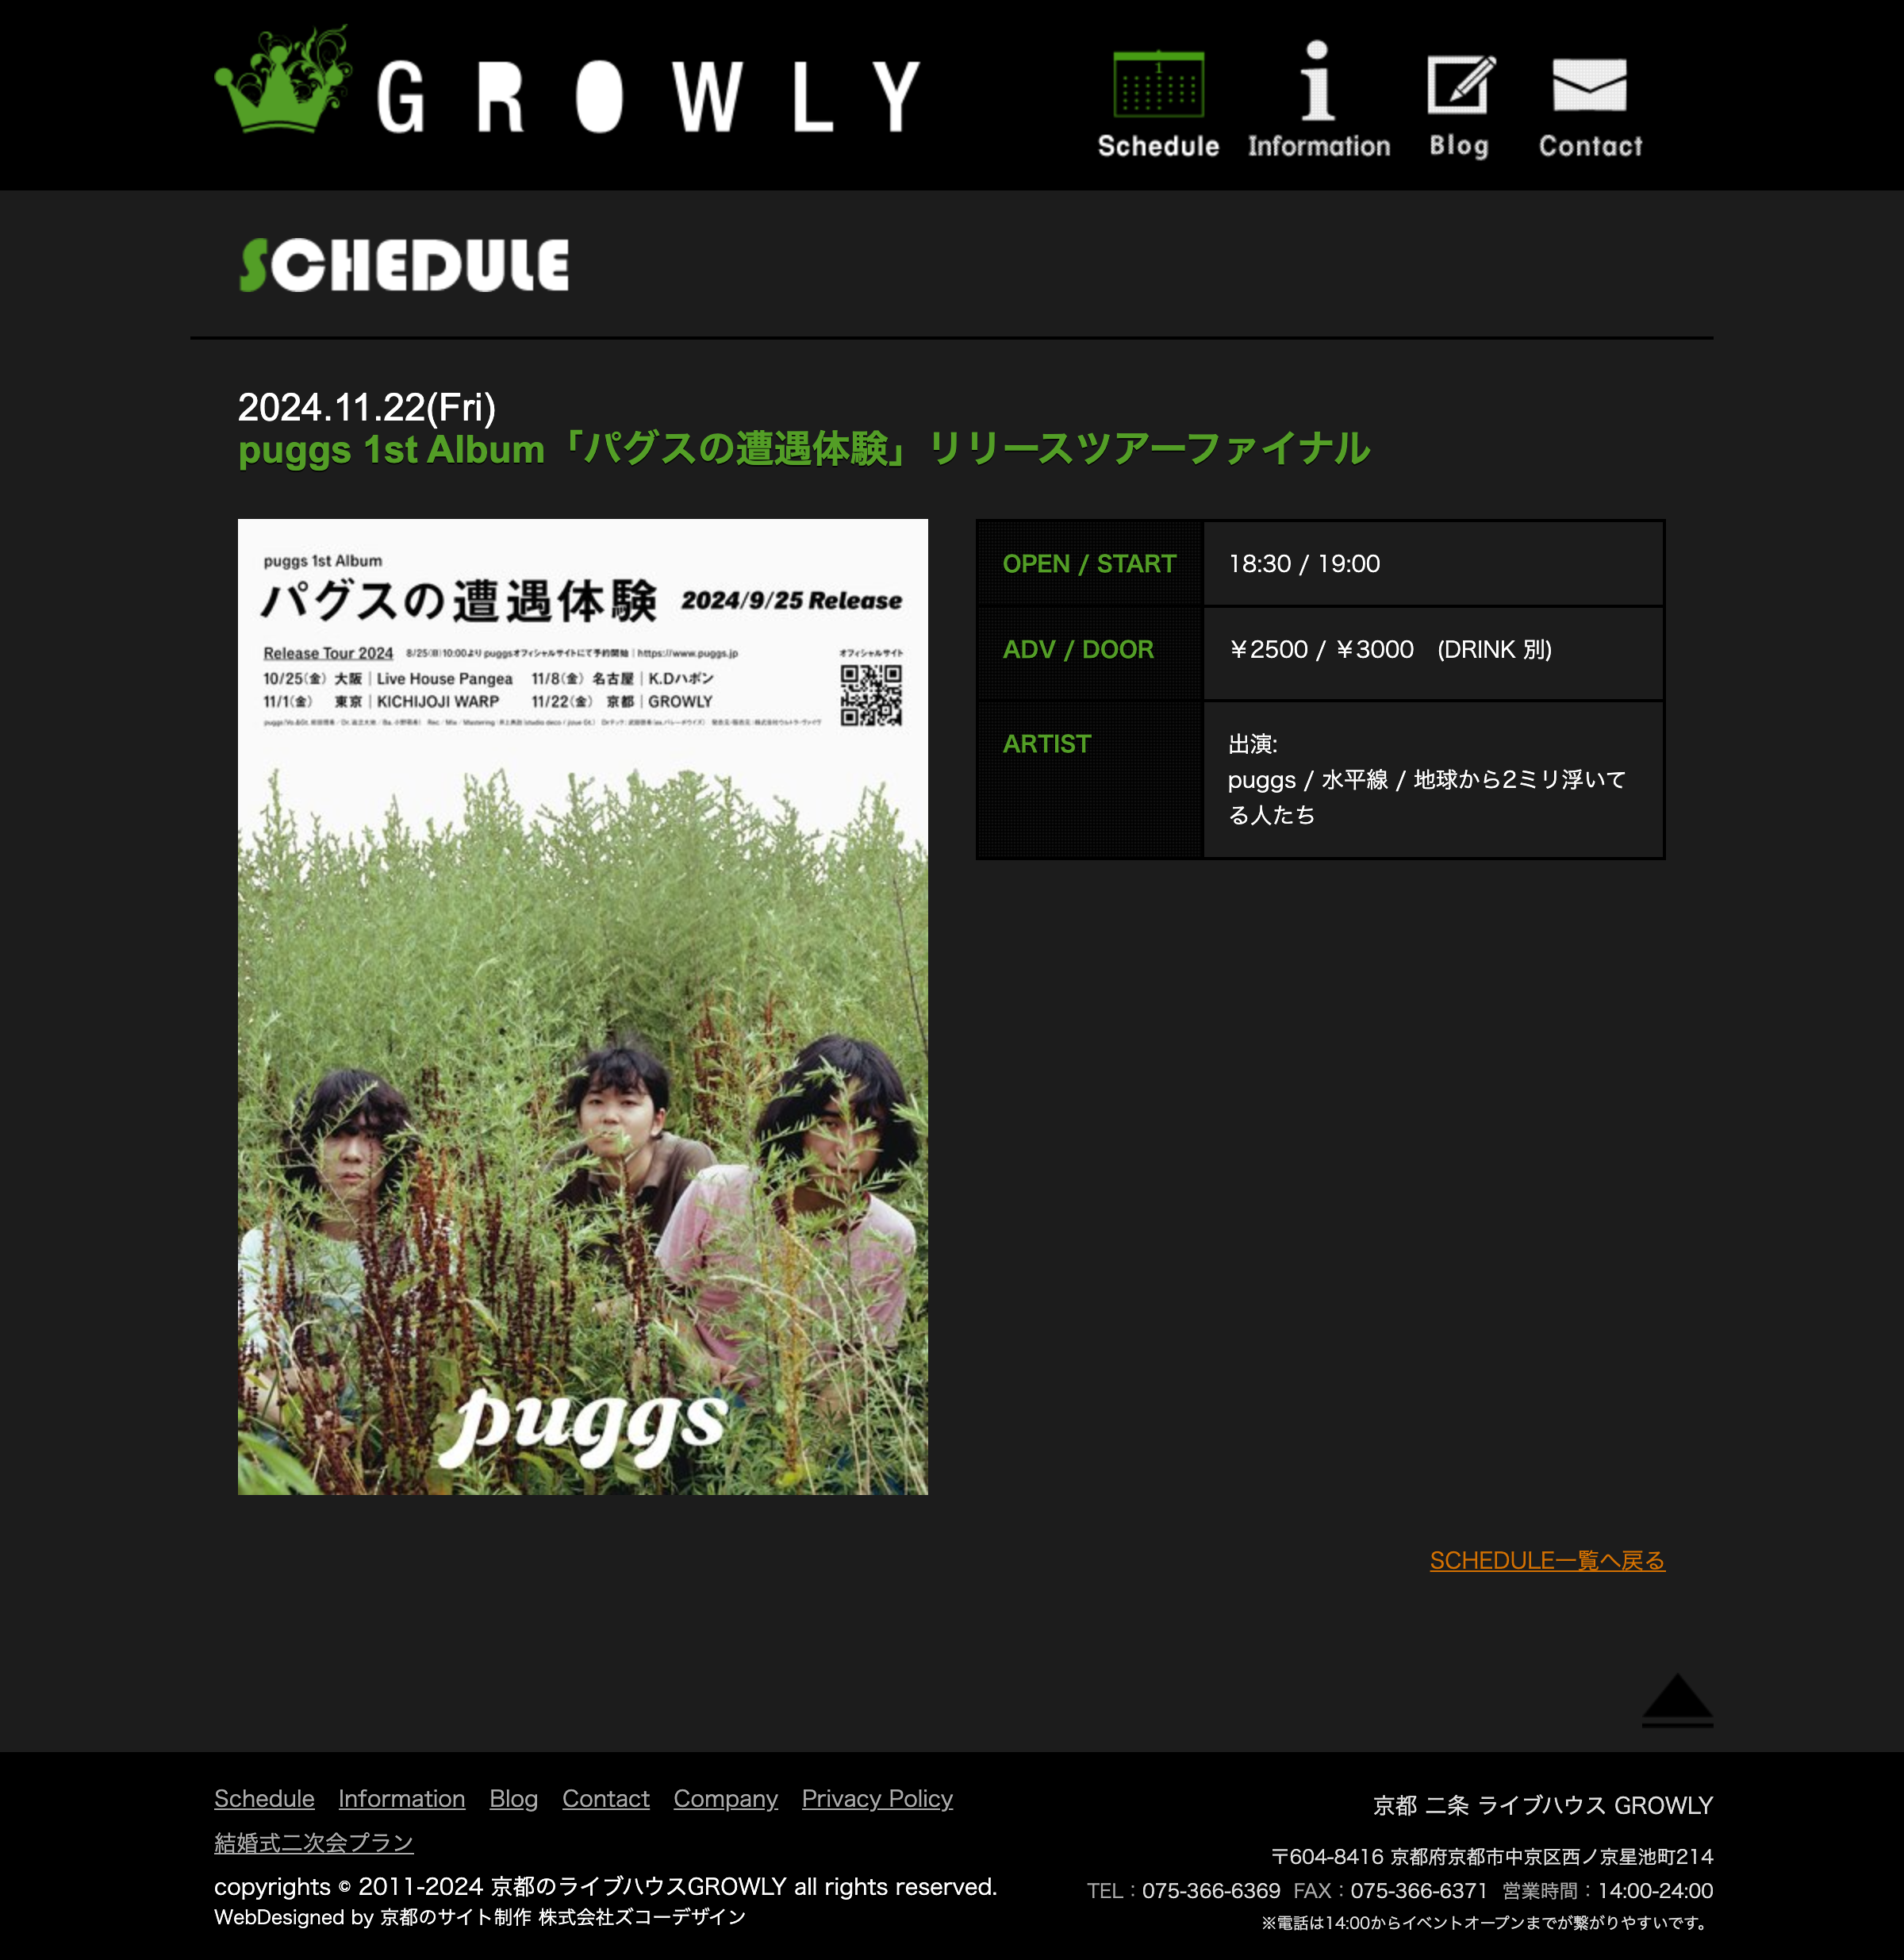 GROWLY
Schedule
Information
Blog
Contact
SCHEDULE
2024.11.22(Fri)
puggs 1st Album「パグスの遭遇体験」リリースツアーファイナル
puggs 1st Album
パグスの遭遇体験 2024/9/25 Release
Release Tour 2024 8/25(日)10:00より puggsオフィシャルサイトにて予約開始|https://www.puggs.jp
オフィシャルサイト
10/25(金) 大阪|Live House Pangea 11/8(金) 名古屋|K.Dハポン
11/1(金) 東京|KICHIJOJI WARP 11/22(金) 京都|GROWLY
puggs
OPEN / START
18:30 / 19:00
ADV / DOOR
￥2500 / ￥3000 (DRINK 別)
ARTIST
出演:
puggs / 水平線 / 地球から2ミリ浮いて
る人たち
SCHEDULE一覧へ戻る
Schedule Information Blog Contact Company Privacy Policy
結婚式二次会プラン
copyrights © 2011-2024 京都のライブハウスGROWLY all rights reserved.
WebDesigned by 京都のサイト制作 株式会社ズコーデザイン
京都 二条 ライブハウス GROWLY
〒604-8416 京都府京都市中京区西ノ京星池町214
TEL：075-366-6369 FAX：075-366-6371 営業時間：14:00-24:00
※電話は14:00からイベントオープンまでが繋がりやすいです。